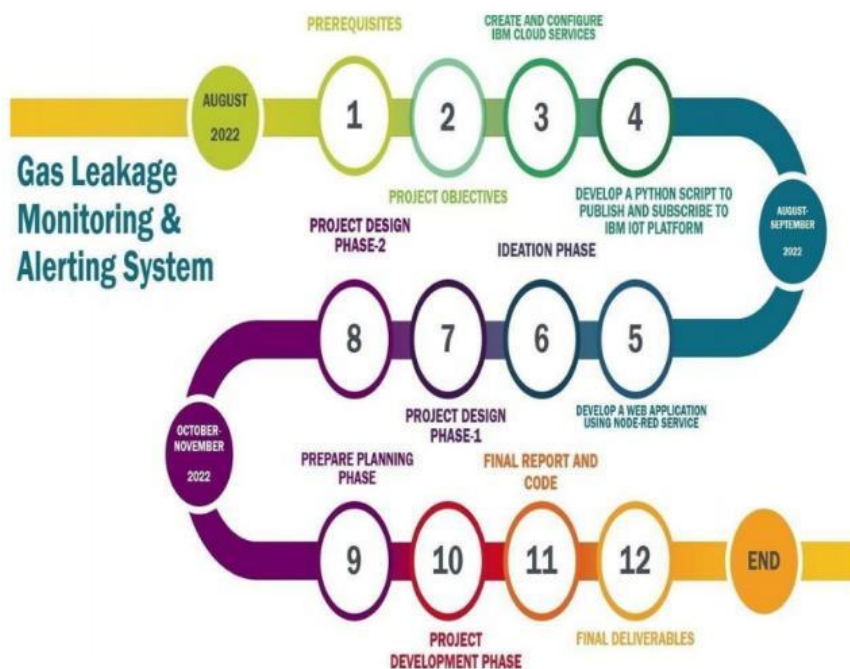 PREREQUISITES
CREATE AND CONFIGURE
IBM CLOUD SERVICES
AUGUST
2022
1
2
3
4
Gas Leakage
Monitoring &
Alerting System
PROJECT OBJECTIVES
DEVELOP A PYTHON SCRIPT TO
PUBLISH AND SUBSCRIBE TO
IBM IOT PLATFORM
AUGUST-
SEPTEMBER
2022
PROJECT DESIGN
PHASE-2
IDEATION PHASE
8
7
6
5
PROJECT DESIGN
PHASE-1
DEVELOP A WEB APPLICATION
USING NODE-RED SERVICE
OCTOBER-
NOVEMBER
2022
PREPARE PLANNING
PHASE
FINAL REPORT AND
CODE
9
10
11
12
END
PROJECT
DEVELOPMENT PHASE
FINAL DELIVERABLES